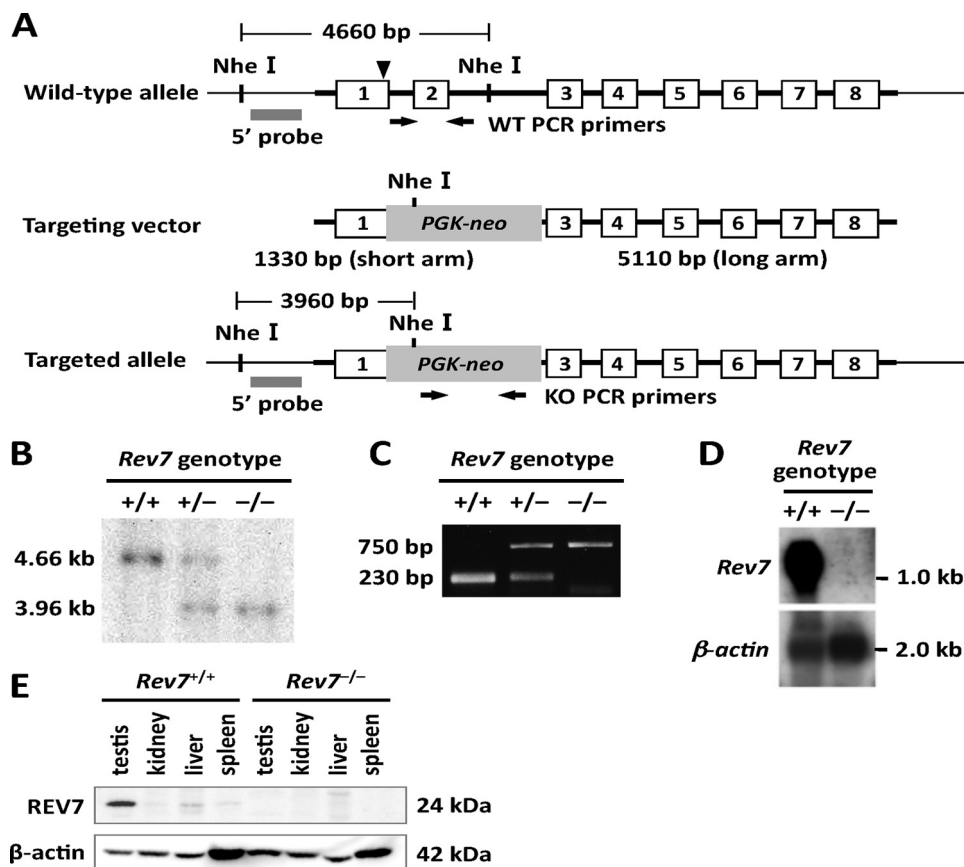 A
4660 bp
Nhe I
Nhe I
Wild-type allele
1 2 3 4 5 6 7 8
5’ probe
WT PCR primers
Nhe I
Targeting vector
1 PGK-neo 3 4 5 6 7 8
1330 bp (short arm)
5110 bp (long arm)
3960 bp
Nhe I
Nhe I
Targeted allele
1 PGK-neo 3 4 5 6 7 8
5’ probe
KO PCR primers
B
Rev7 genotype
+/+ +/− −/−
4.66 kb
3.96 kb
C
Rev7 genotype
+/+ +/− −/−
750 bp
230 bp
D
Rev7
genotype
+/+ −/−
Rev7
1.0 kb
β-actin
2.0 kb
E
Rev7+/+ Rev7−/−
testis kidney liver spleen testis kidney liver spleen
REV7 24 kDa
β-actin 42 kDa